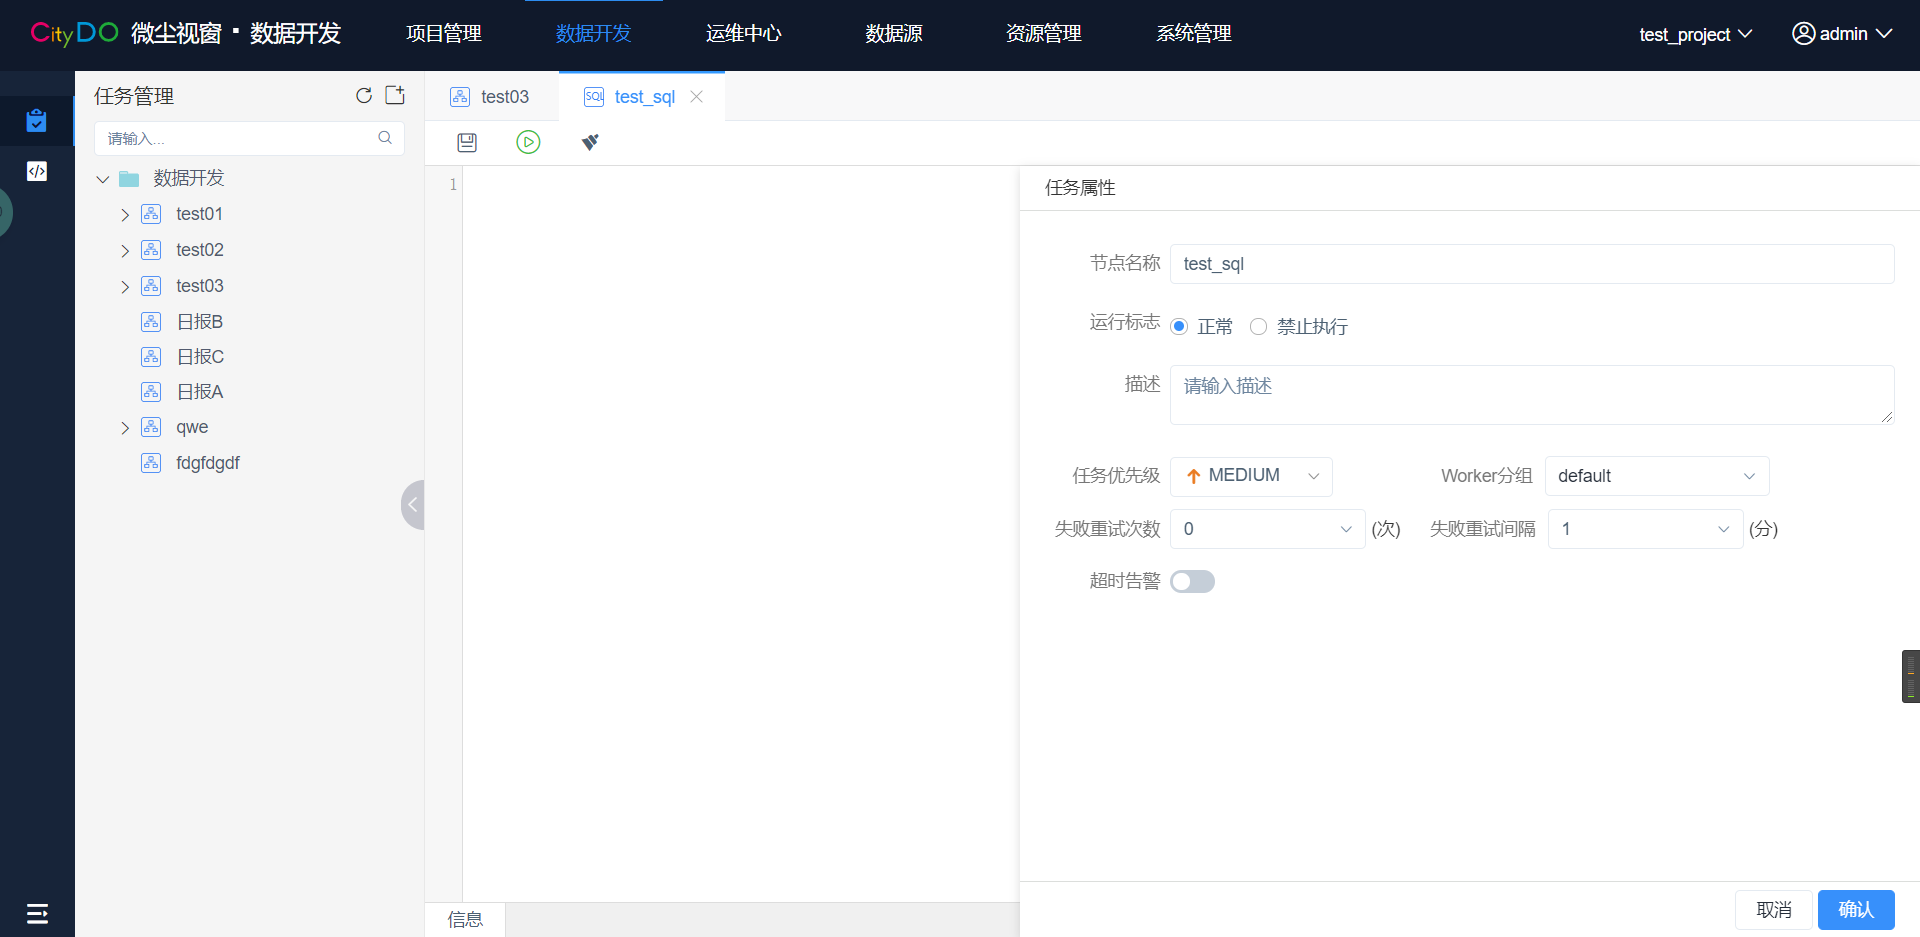 CityDO 微尘视窗 · 数据开发 项目管理 数据开发 运维中心 数据源 资源管理 系统管理 test_project admin
任务管理
请输入...
数据开发
test01
test02
test03
日报B
日报C
日报A
qwe
fdgfdgdf
test03 SQL test_sql
1
信息
任务属性
节点名称 test_sql
运行标志 正常 禁止执行
描述 请输入描述
任务优先级 MEDIUM Worker分组 default
失败重试次数 0 (次) 失败重试间隔 1 (分)
超时告警
取消 确认